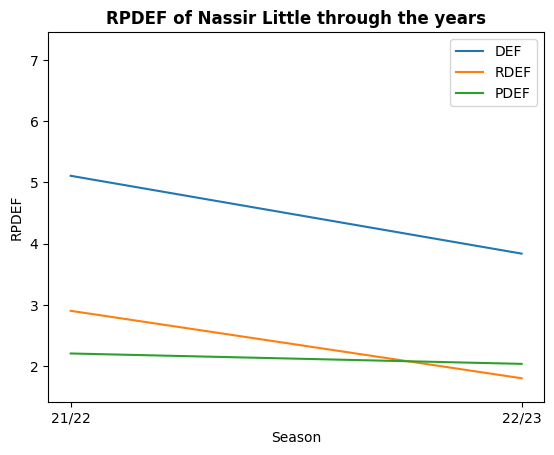 RPDEF of Nassir Little through the years
DEF
RDEF
PDEF
7
6
5
4
3
2
RPDEF
21/22
22/23
Season